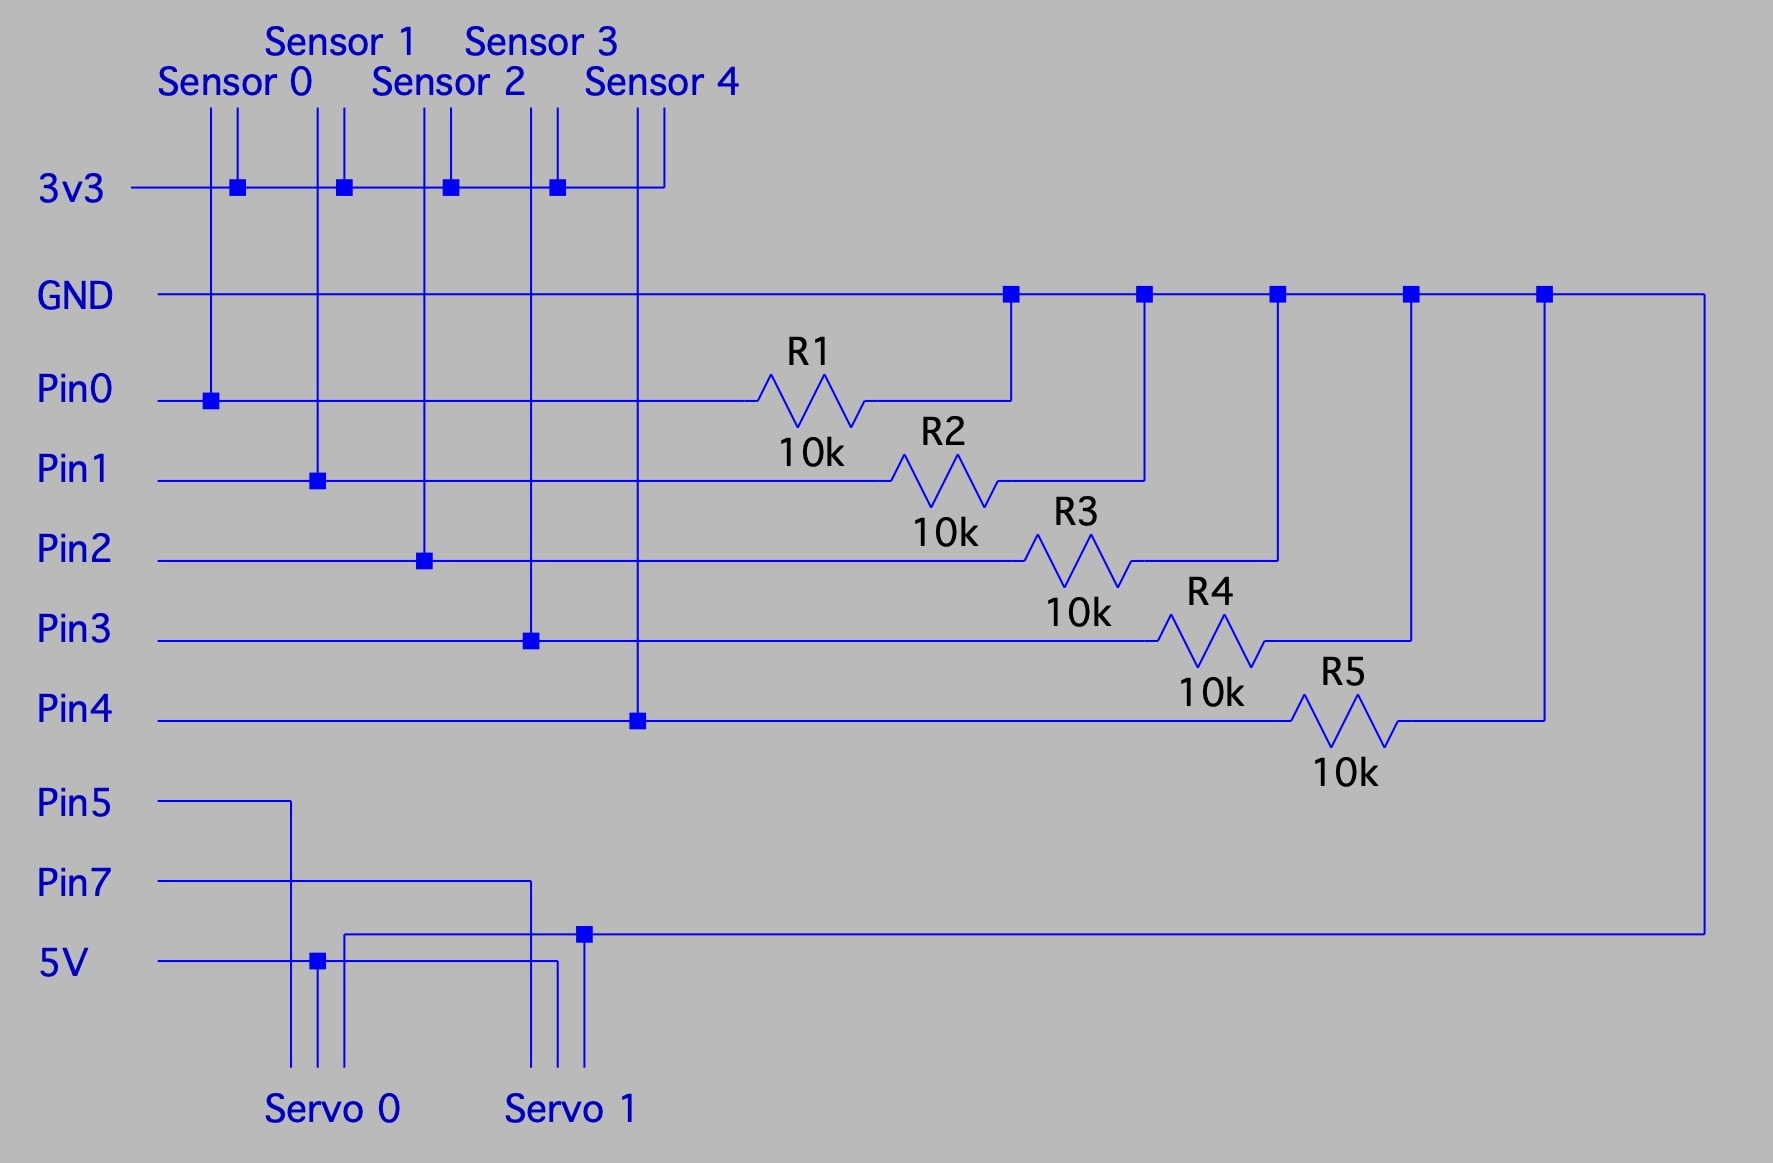 Sensor 1
Sensor 3
Sensor 0
Sensor 2
Sensor 4
3v3
GND
R1
Pin0
R2
10k
Pin1
R3
10k
Pin2
R4
10k
Pin3
R5
10k
Pin4
10k
Pin5
Pin7
5V
Servo 0
Servo 1